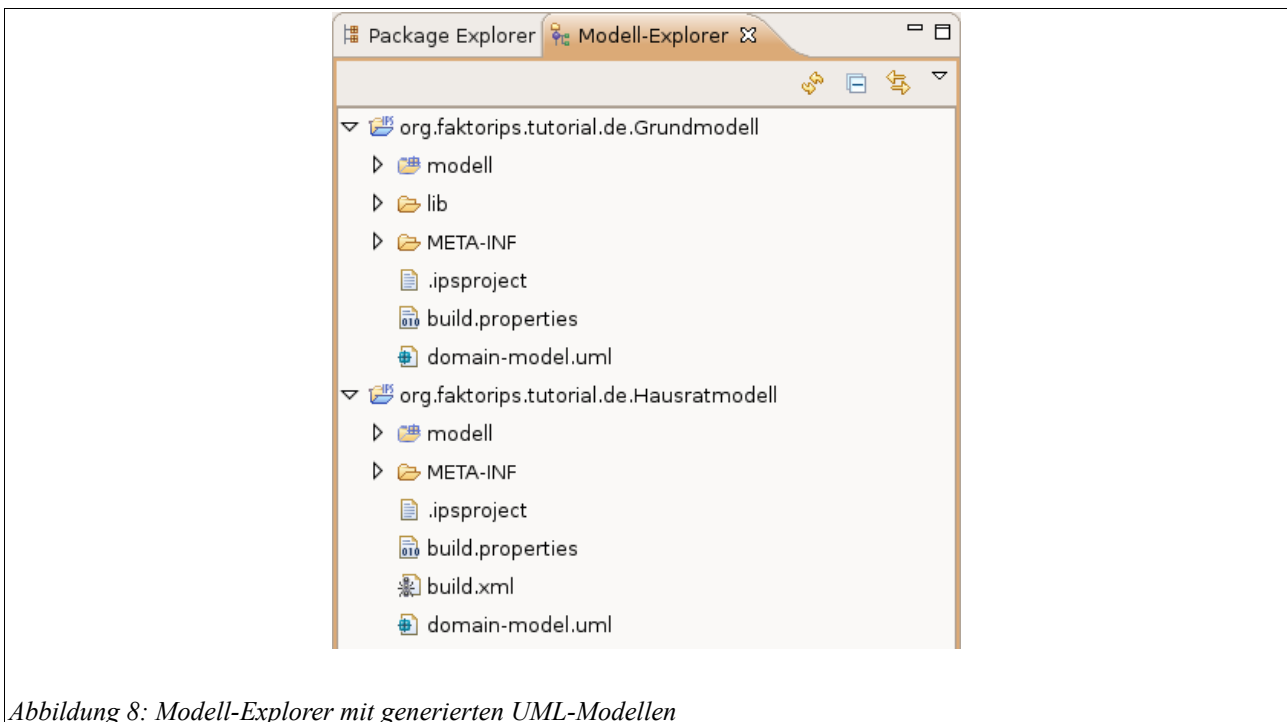 Package Explorer Modell-Explorer
org.faktorips.tutorial.de.Grundmodell
modell
lib
META-INF
.ipsproject
build.properties
domain-model.uml
org.faktorips.tutorial.de.Hausratmodell
modell
META-INF
.ipsproject
build.properties
build.xml
domain-model.uml
Abbildung 8: Modell-Explorer mit generierten UML-Modellen